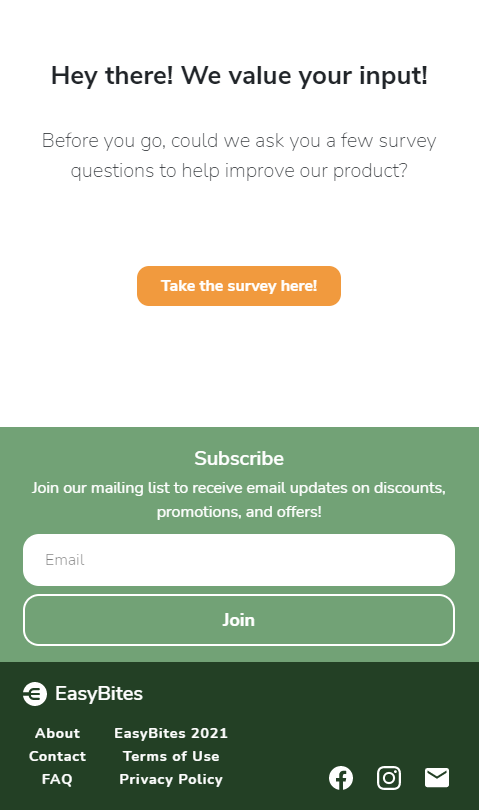 Hey there! We value your input!
Before you go, could we ask you a few survey
questions to help improve our product?
Take the survey here!
Subscribe
Join our mailing list to receive email updates on discounts,
promotions, and offers!
Email
Join
EasyBites
About
Contact
FAQ
EasyBites 2021
Terms of Use
Privacy Policy